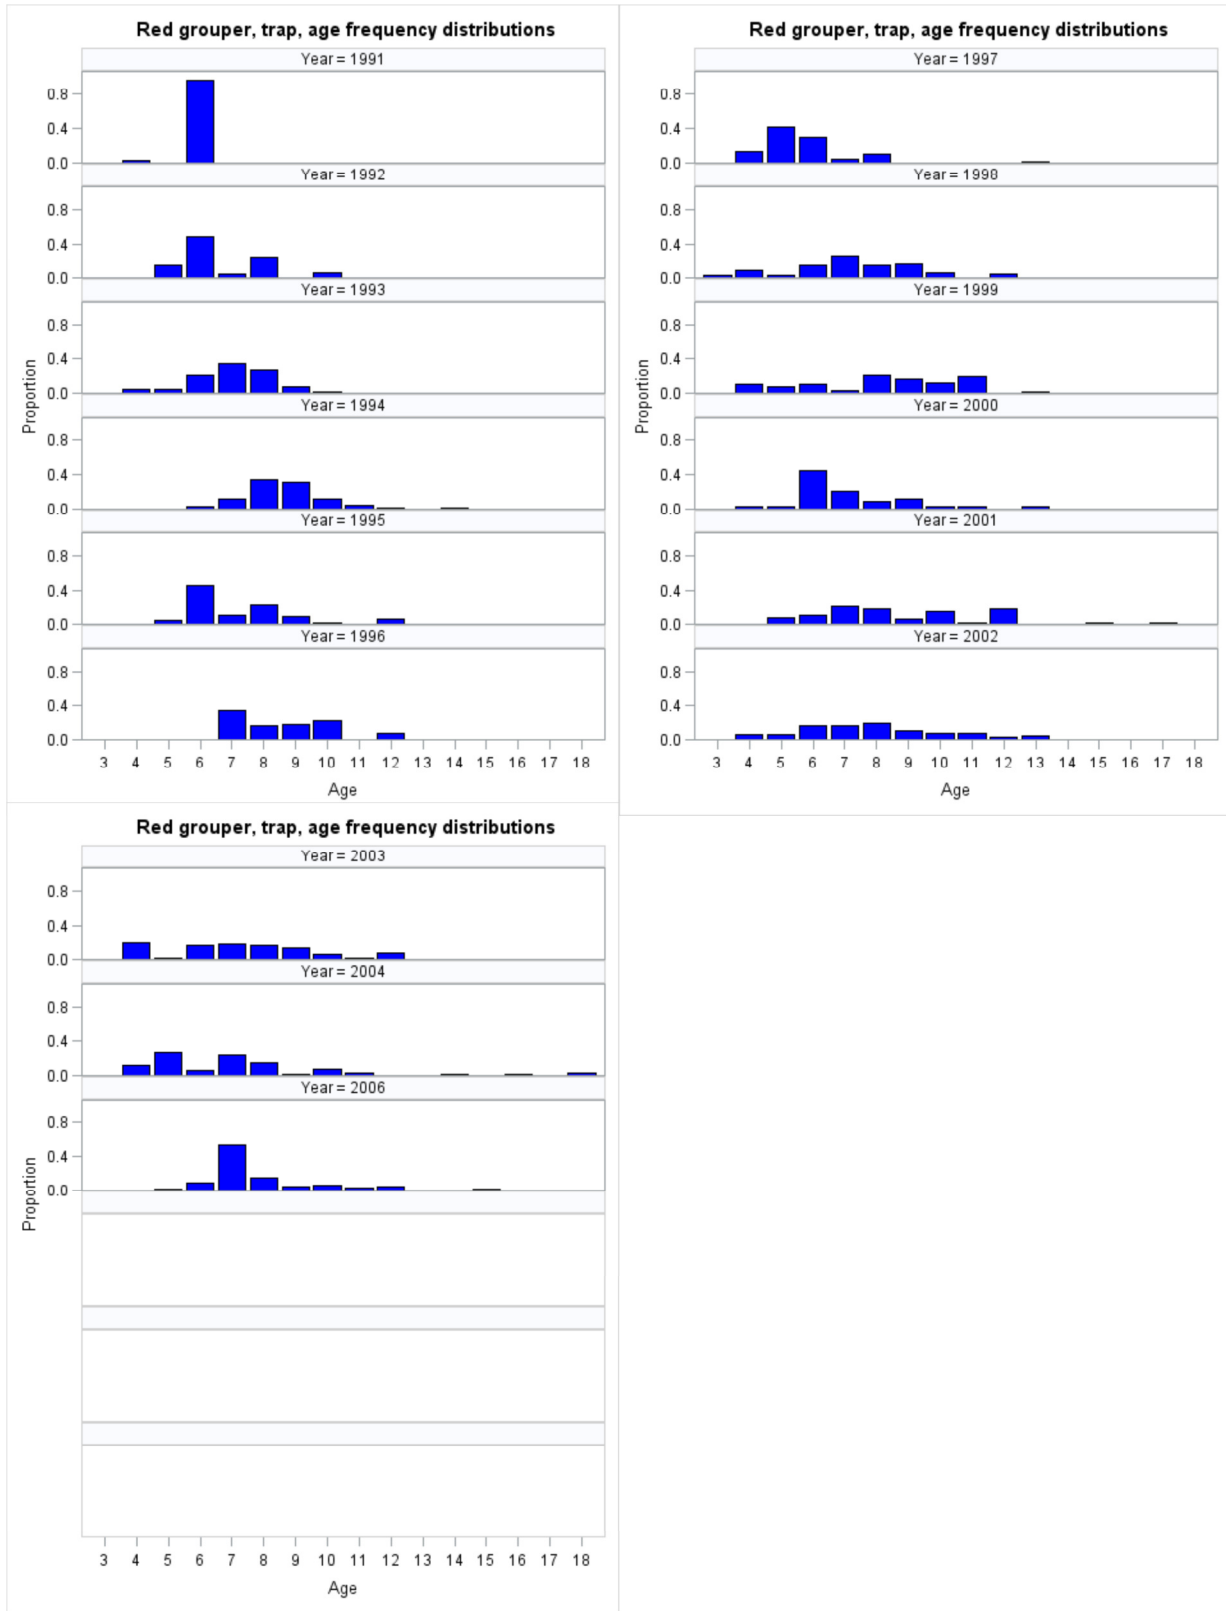 Red grouper, trap, age frequency distributions
Year = 1991
0.8
0.4
0.0
Year = 1992
0.8
0.4
0.0
Year = 1993
0.8
0.4
0.0
Year = 1994
0.8
0.4
0.0
Year = 1995
0.8
0.4
0.0
Year = 1996
0.8
0.4
0.0
Proportion
3 4 5 6 7 8 9 10 11 12 13 14 15 16 17 18
Age
Red grouper, trap, age frequency distributions
Year = 1997
0.8
0.4
0.0
Year = 1998
0.8
0.4
0.0
Year = 1999
0.8
0.4
0.0
Year = 2000
0.8
0.4
0.0
Year = 2001
0.8
0.4
0.0
Year = 2002
0.8
0.4
0.0
Proportion
3 4 5 6 7 8 9 10 11 12 13 14 15 16 17 18
Age
Red grouper, trap, age frequency distributions
Year = 2003
0.8
0.4
0.0
Year = 2004
0.8
0.4
0.0
Year = 2006
0.8
0.4
0.0
Proportion
3 4 5 6 7 8 9 10 11 12 13 14 15 16 17 18
Age